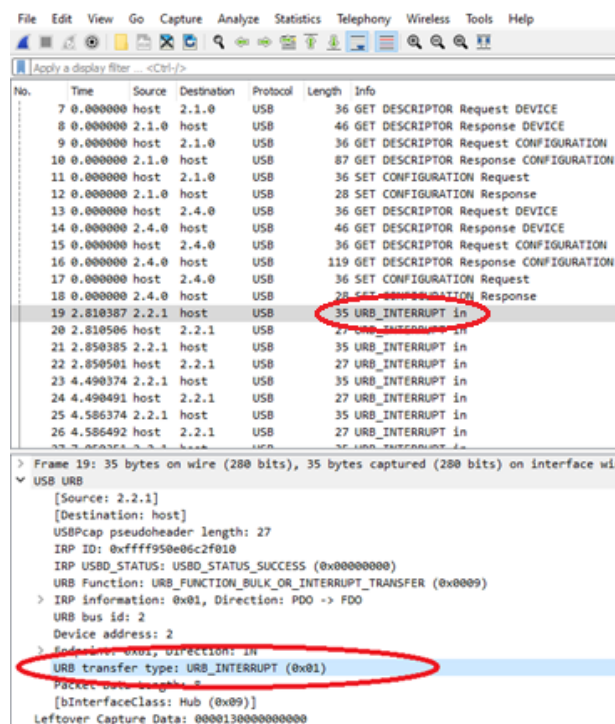 File Edit View Go Capture Analyze Statistics Telephony Wireless Tools Help
Apply a display filter ... <Ctrl-/>
No. Time Source Destination Protocol Length Info
7 0.000000 host 2.1.0 USB 36 GET DESCRIPTOR Request DEVICE
8 0.000000 2.1.0 host USB 46 GET DESCRIPTOR Response DEVICE
9 0.000000 host 2.1.0 USB 36 GET DESCRIPTOR Request CONFIGURATION
10 0.000000 2.1.0 host USB 87 GET DESCRIPTOR Response CONFIGURATION
11 0.000000 host 2.1.0 USB 36 SET CONFIGURATION Request
12 0.000000 2.1.0 host USB 28 SET CONFIGURATION Response
13 0.000000 host 2.4.0 USB 36 GET DESCRIPTOR Request DEVICE
14 0.000000 2.4.0 host USB 46 GET DESCRIPTOR Response DEVICE
15 0.000000 host 2.4.0 USB 36 GET DESCRIPTOR Request CONFIGURATION
16 0.000000 2.4.0 host USB 119 GET DESCRIPTOR Response CONFIGURATION
17 0.000000 host 2.4.0 USB 36 SET CONFIGURATION Request
18 0.000000 2.4.0 host USB 28 SET CONFIGURATION Response
19 2.810387 2.2.1 host USB 35 URB_INTERRUPT in
20 2.810506 host 2.2.1 USB 27 URB_INTERRUPT in
21 2.850385 2.2.1 host USB 35 URB_INTERRUPT in
22 2.850501 host 2.2.1 USB 27 URB_INTERRUPT in
23 4.490374 2.2.1 host USB 35 URB_INTERRUPT in
24 4.490491 host 2.2.1 USB 27 URB_INTERRUPT in
25 4.586374 2.2.1 host USB 35 URB_INTERRUPT in
26 4.586492 host 2.2.1 USB 27 URB_INTERRUPT in
Frame 19: 35 bytes on wire (280 bits), 35 bytes captured (280 bits) on interface wi
USB URB
[Source: 2.2.1]
[Destination: host]
USBPcap pseudoheader length: 27
IRP ID: 0xffff950e06c2f010
IRP USBD_STATUS: USBD_STATUS_SUCCESS (0x00000000)
URB Function: URB_FUNCTION_BULK_OR_INTERRUPT_TRANSFER (0x0009)
IRP information: 0x01, Direction: PDO -> FDO
URB bus id: 2
Device address: 2
Endpoint: 0x81, Direction: IN
URB transfer type: URB_INTERRUPT (0x01)
Packet Data Length: 8
[bInterfaceClass: Hub (0x09)]
Leftover Capture Data: 0000130000000000